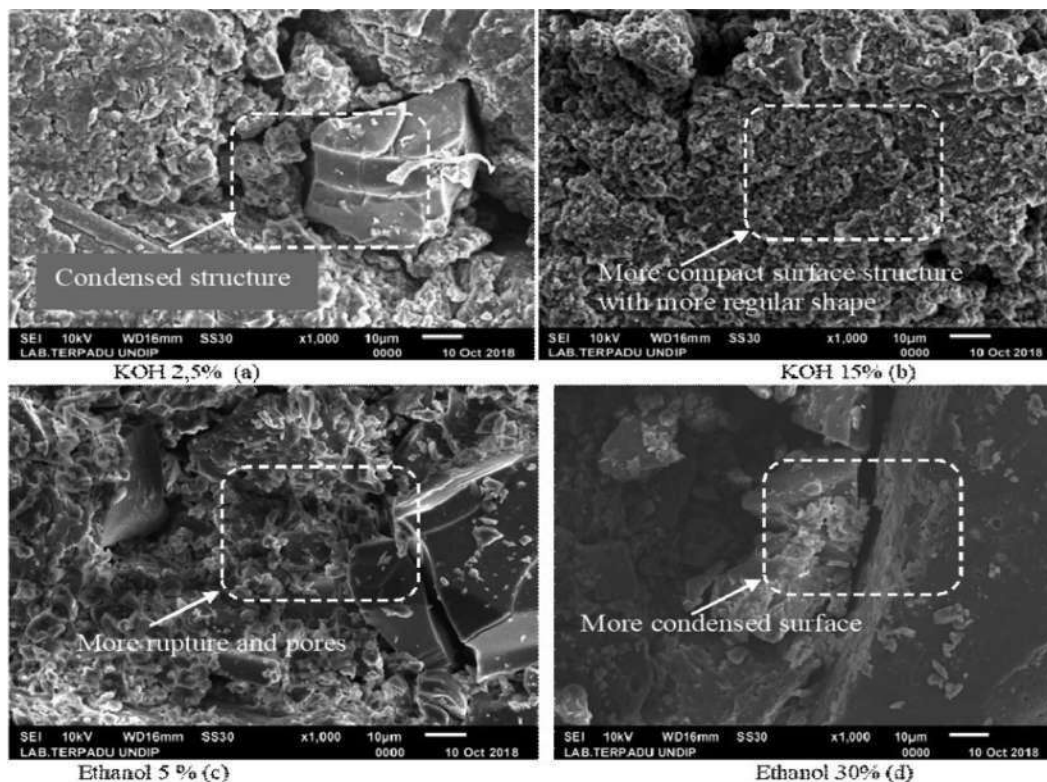 Condensed structure
SEI 10kV WD16mm SS30 x1,000 10μm
LAB.TERPADU UNDIP 0000 10 Oct 2018
KOH 2,5% (a)
More compact surface structure
with more regular shape
SEI 10kV WD16mm SS30 x1,000 10μm
LAB.TERPADU UNDIP 0000 10 Oct 2018
KOH 15% (b)
More rupture and pores
SEI 10kV WD16mm SS30 x1,000 10μm
LAB.TERPADU UNDIP 0000 10 Oct 2018
Ethanol 5 % (c)
More condensed surface
SEI 10kV WD16mm SS30 x1,000 10μm
LAB.TERPADU UNDIP 0000 10 Oct 2018
Ethanol 30% (d)